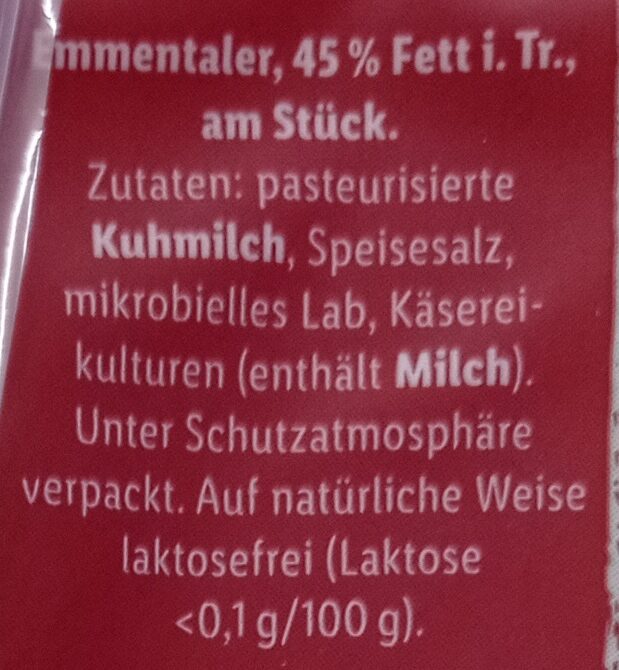 Emmentaler, 45 % Fett i. Tr.,
am Stück.
Zutaten: pasteurisierte
Kuhmilch, Speisesalz,
mikrobielles Lab, Käserei-
kulturen (enthält Milch).
Unter Schutzatmosphäre
verpackt. Auf natürliche Weise
laktosefrei (Laktose
<0,1 g/100 g).